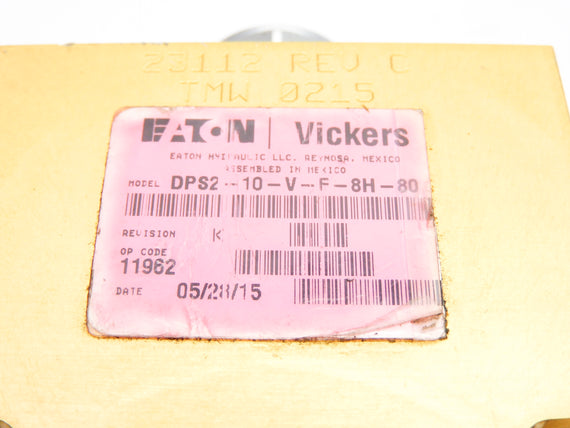 23112 REV C
TMW 0215
EATON | Vickers
EATON HYDRAULIC LLC. REYNOSA, MEXICO
ASSEMBLED IN MEXICO
MODEL DPS2-10-V-F-8H-80
REVISION K
OP CODE
11962
DATE 05/28/15